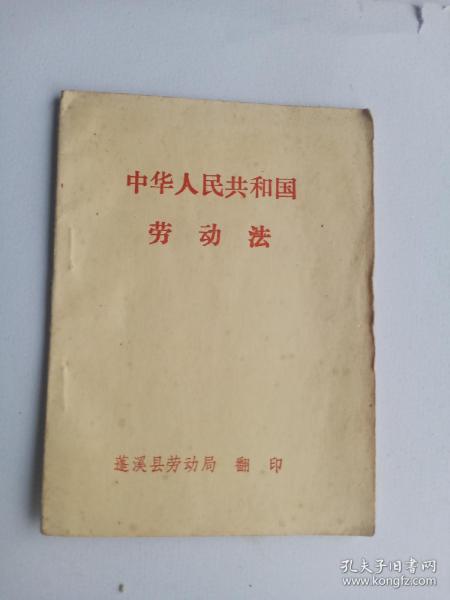 中华人民共和国
劳动法
蓬溪县劳动局 翻印
孔夫子旧书网
www.kongfz.com